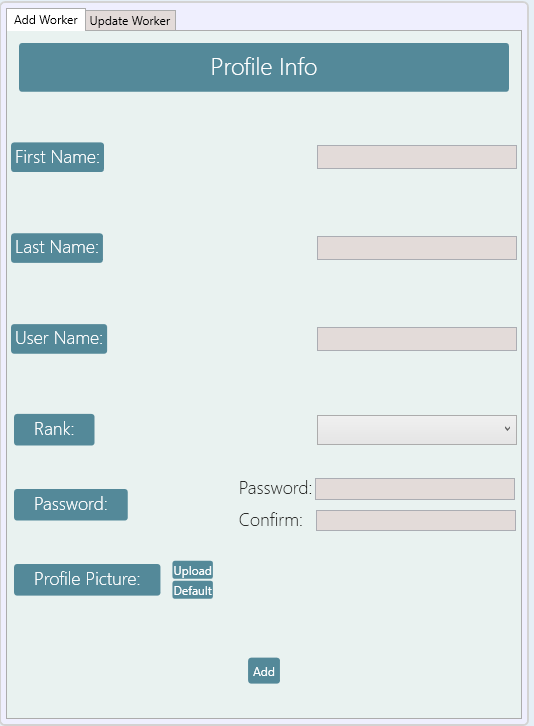 Add Worker
Update Worker
Profile Info
First Name:
Last Name:
User Name:
Rank:
Password:
Password:
Confirm:
Profile Picture:
Upload
Default
Add